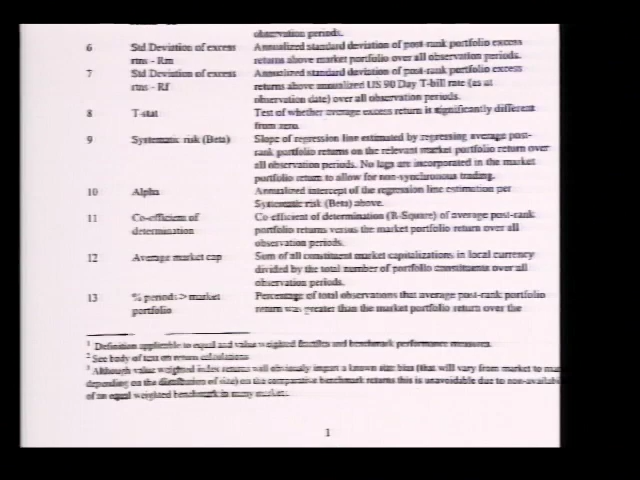 observation periods.
6 Std Deviation of excess Annualized standard deviation of post-rank portfolio excess
rtns - Rm returns above market portfolio over all observation periods.
7 Std Deviation of excess Annualized standard deviation of post-rank portfolio excess
rtns - Rf returns above annualized US 90 Day T-bill rate (as at
observation date) over all observation periods.
8 T-stat Test of whether average excess return is significantly different
from zero.
9 Systematic risk (Beta) Slope of regression line estimated by regressing average post-
rank portfolio returns on the relevant market portfolio return over
all observation periods. No lags are incorporated in the market
portfolio return to allow for non-synchronous trading.
10 Alpha Annualized intercept of the regression line estimation per
Systematic risk (Beta) above.
11 Co-efficient of Co efficient of determination (R-Square) of average post-rank
determination portfolio returns versus the market portfolio return over all
observation periods.
12 Average market cap Sum of all constituent market capitalizations in local currency
divided by the total number of portfolio constituents over all
observation periods.
13 % periods > market Percentage of total observations that average post-rank portfolio
portfolio return was greater than the market portfolio return over the
1 Definition applicable to equal and value weighted fractiles and benchmark performance measures.
2 See body of text on return calculations
3 Although value weighted index returns will obviously impart a known size bias (that will vary from market to
depending on the distribution of size) on the comparative benchmark returns this is unavoidable due to
of an equal weighted benchmark in many markets.
1